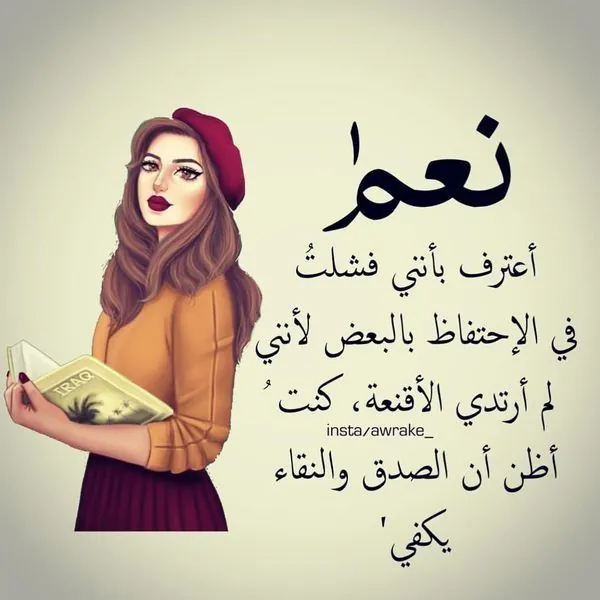 نعم'
أعترف بأنني فشلتُ
في الإحتفاظ بالبعض لأنني
لم أرتدي الأقنعة، كنت ُ
insta/awrake_
أظن أن الصدق والنقاء
يكفي '
IRAQ